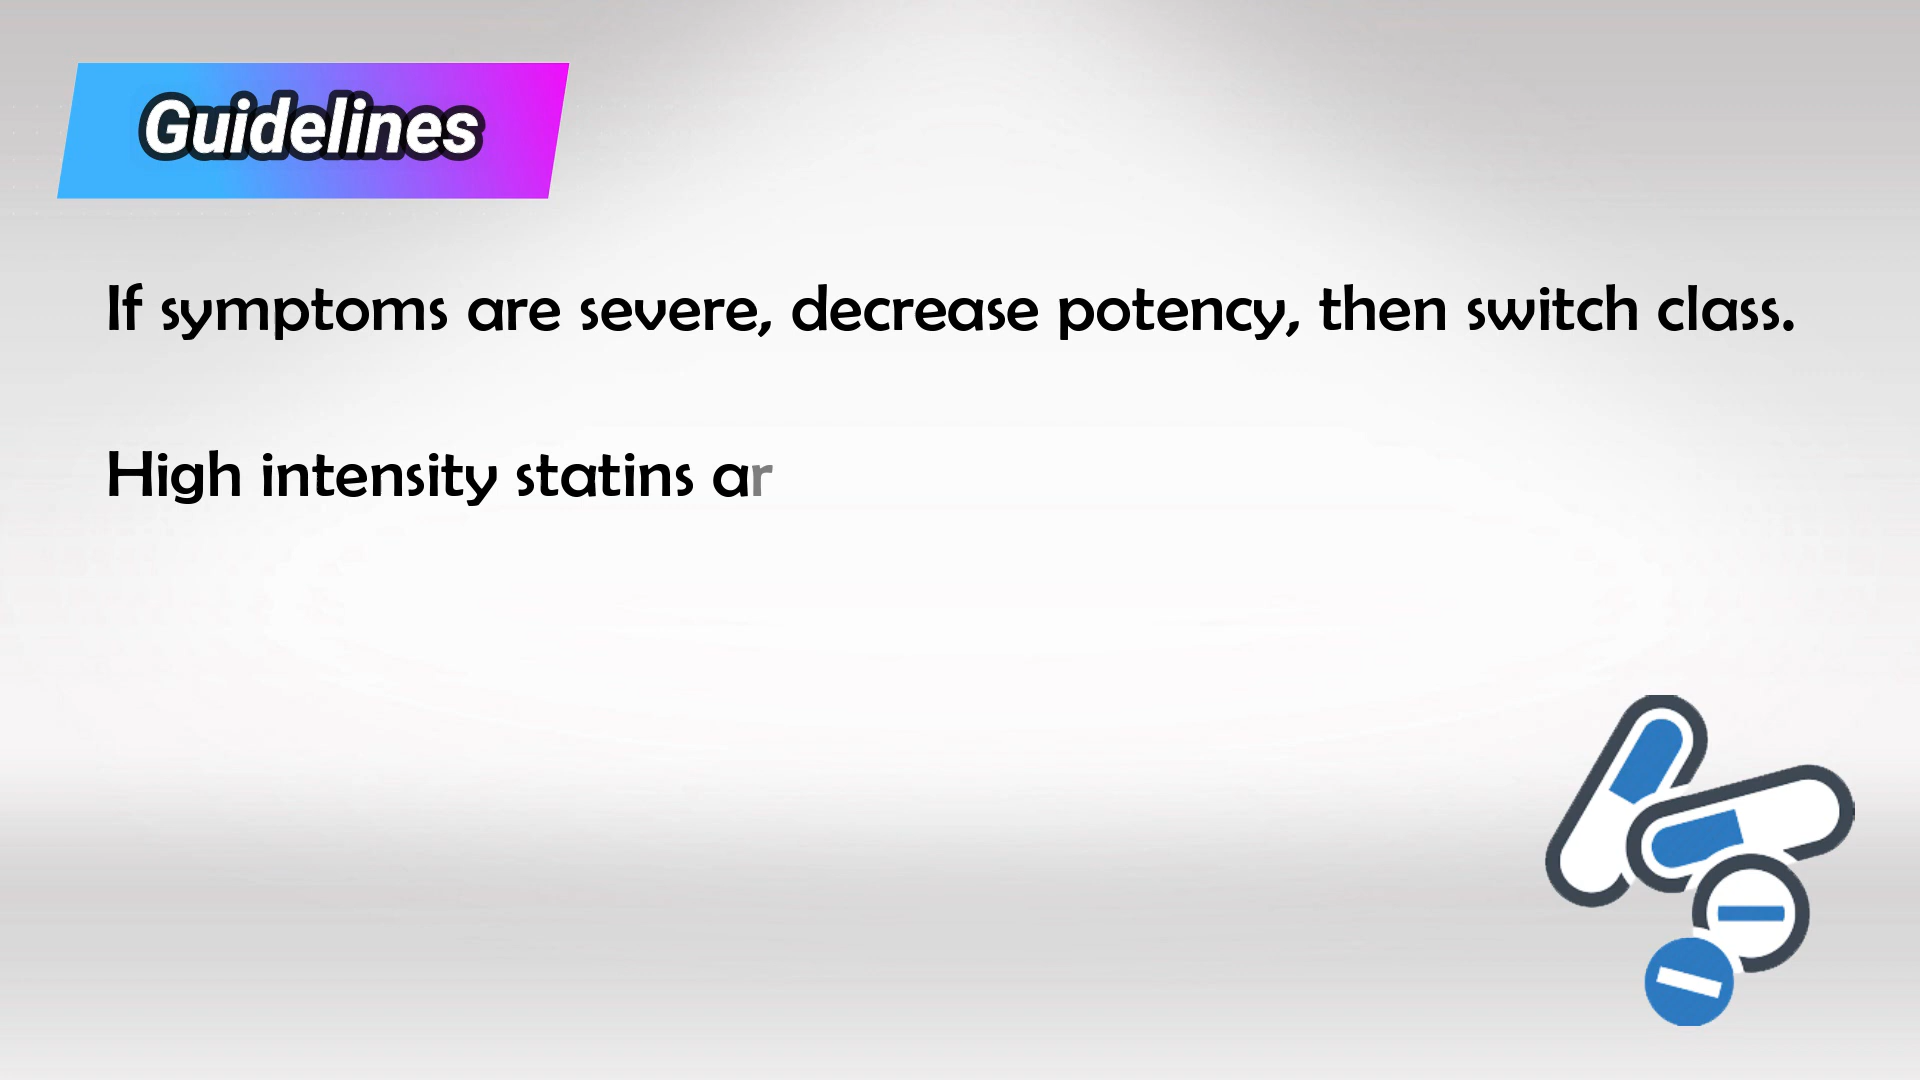 Guidelines
If symptoms are severe, decrease potency, then switch class.
High intensity statins ar